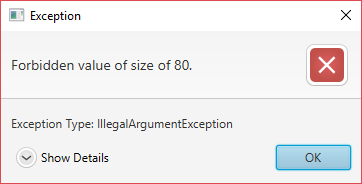 Exception
Forbidden value of size of 80.
Exception Type: IllegalArgumentException
Show Details
OK